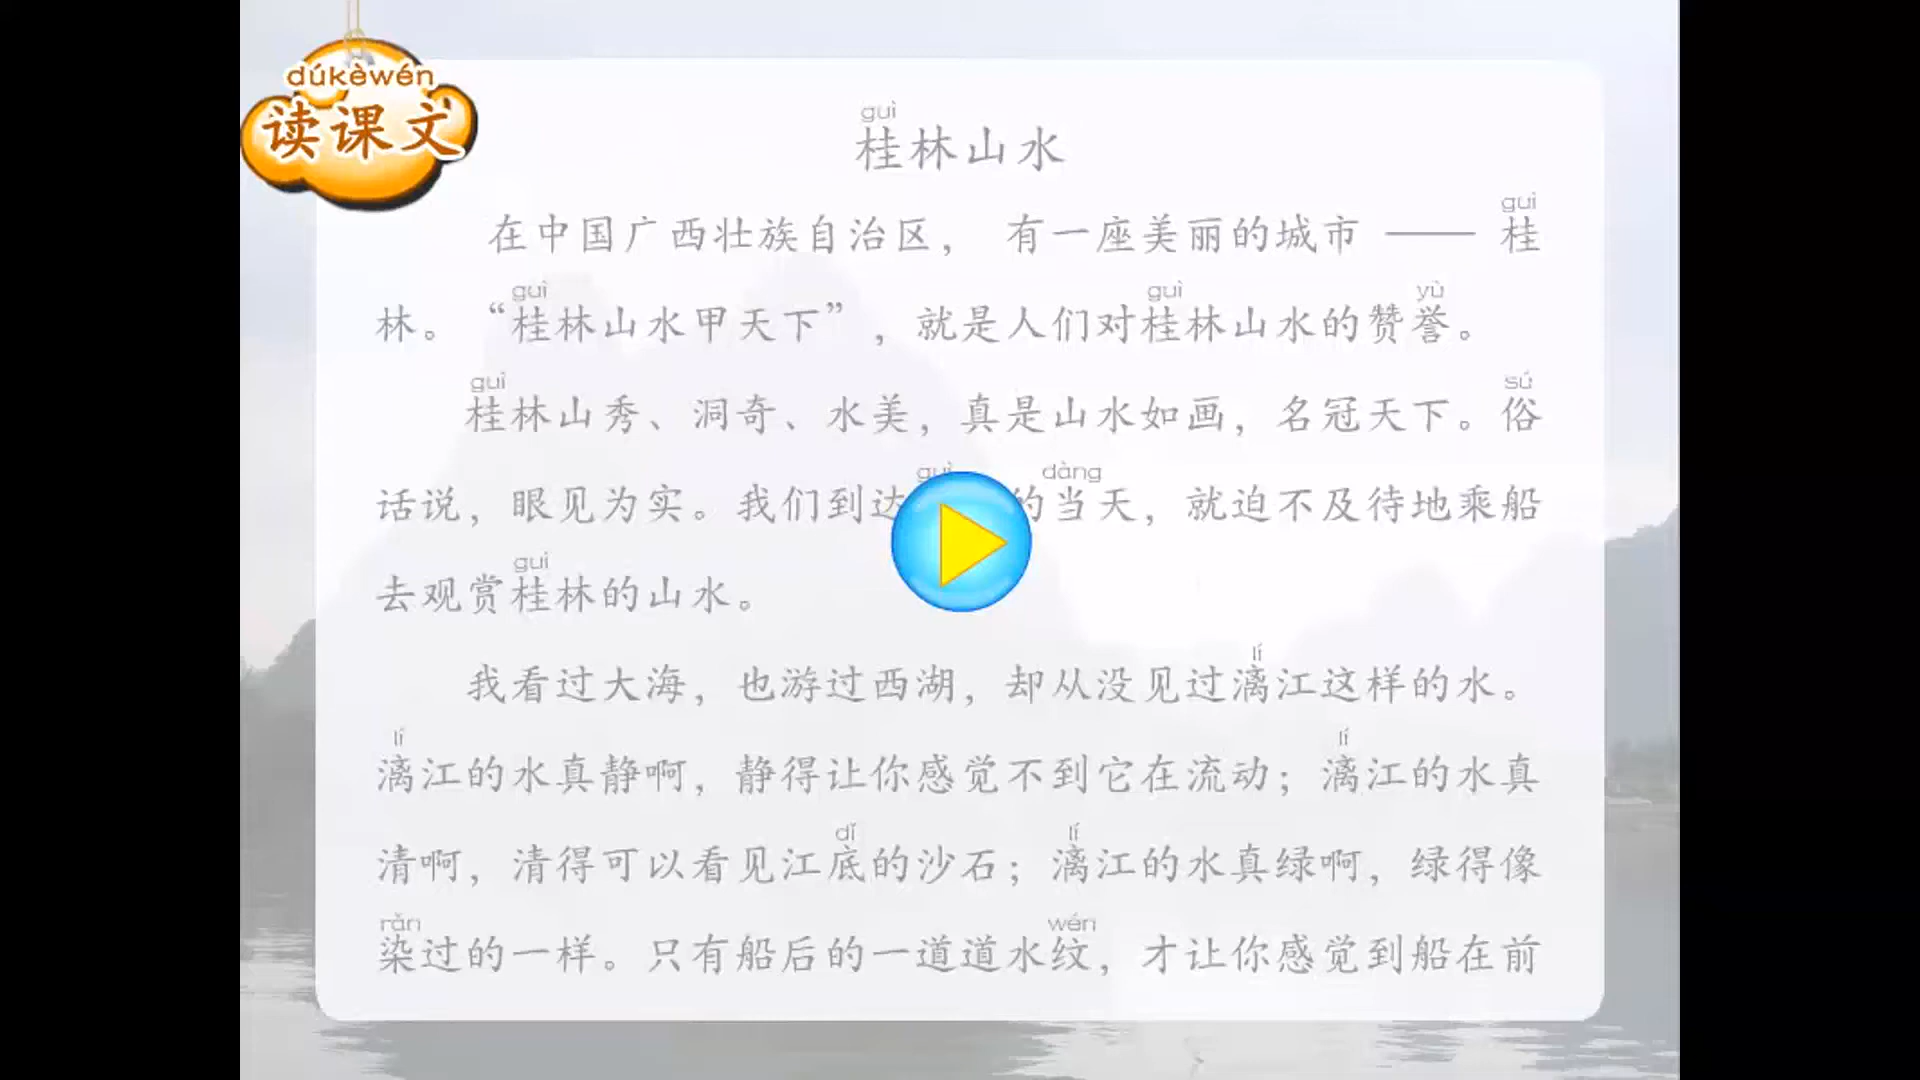 dúkèwén
读课文
guì
桂林山水
guì
在中国广西壮族自治区，有一座美丽的城市——桂
guì guì yù
林。“桂林山水甲天下”，就是人们对桂林山水的赞誉。
guì sú
桂林山秀、洞奇、水美，真是山水如画，名冠天下。俗
dàng
话说，眼见为实。我们到达 的当天，就迫不及待地乘船
guì
去观赏桂林的山水。
lí
我看过大海，也游过西湖，却从没见过漓江这样的水。
lí lí
漓江的水真静啊，静得让你感觉不到它在流动；漓江的水真
dǐ lí
清啊，清得可以看见江底的沙石；漓江的水真绿啊，绿得像
rǎn wén
染过的一样。只有船后的一道道水纹，才让你感觉到船在前